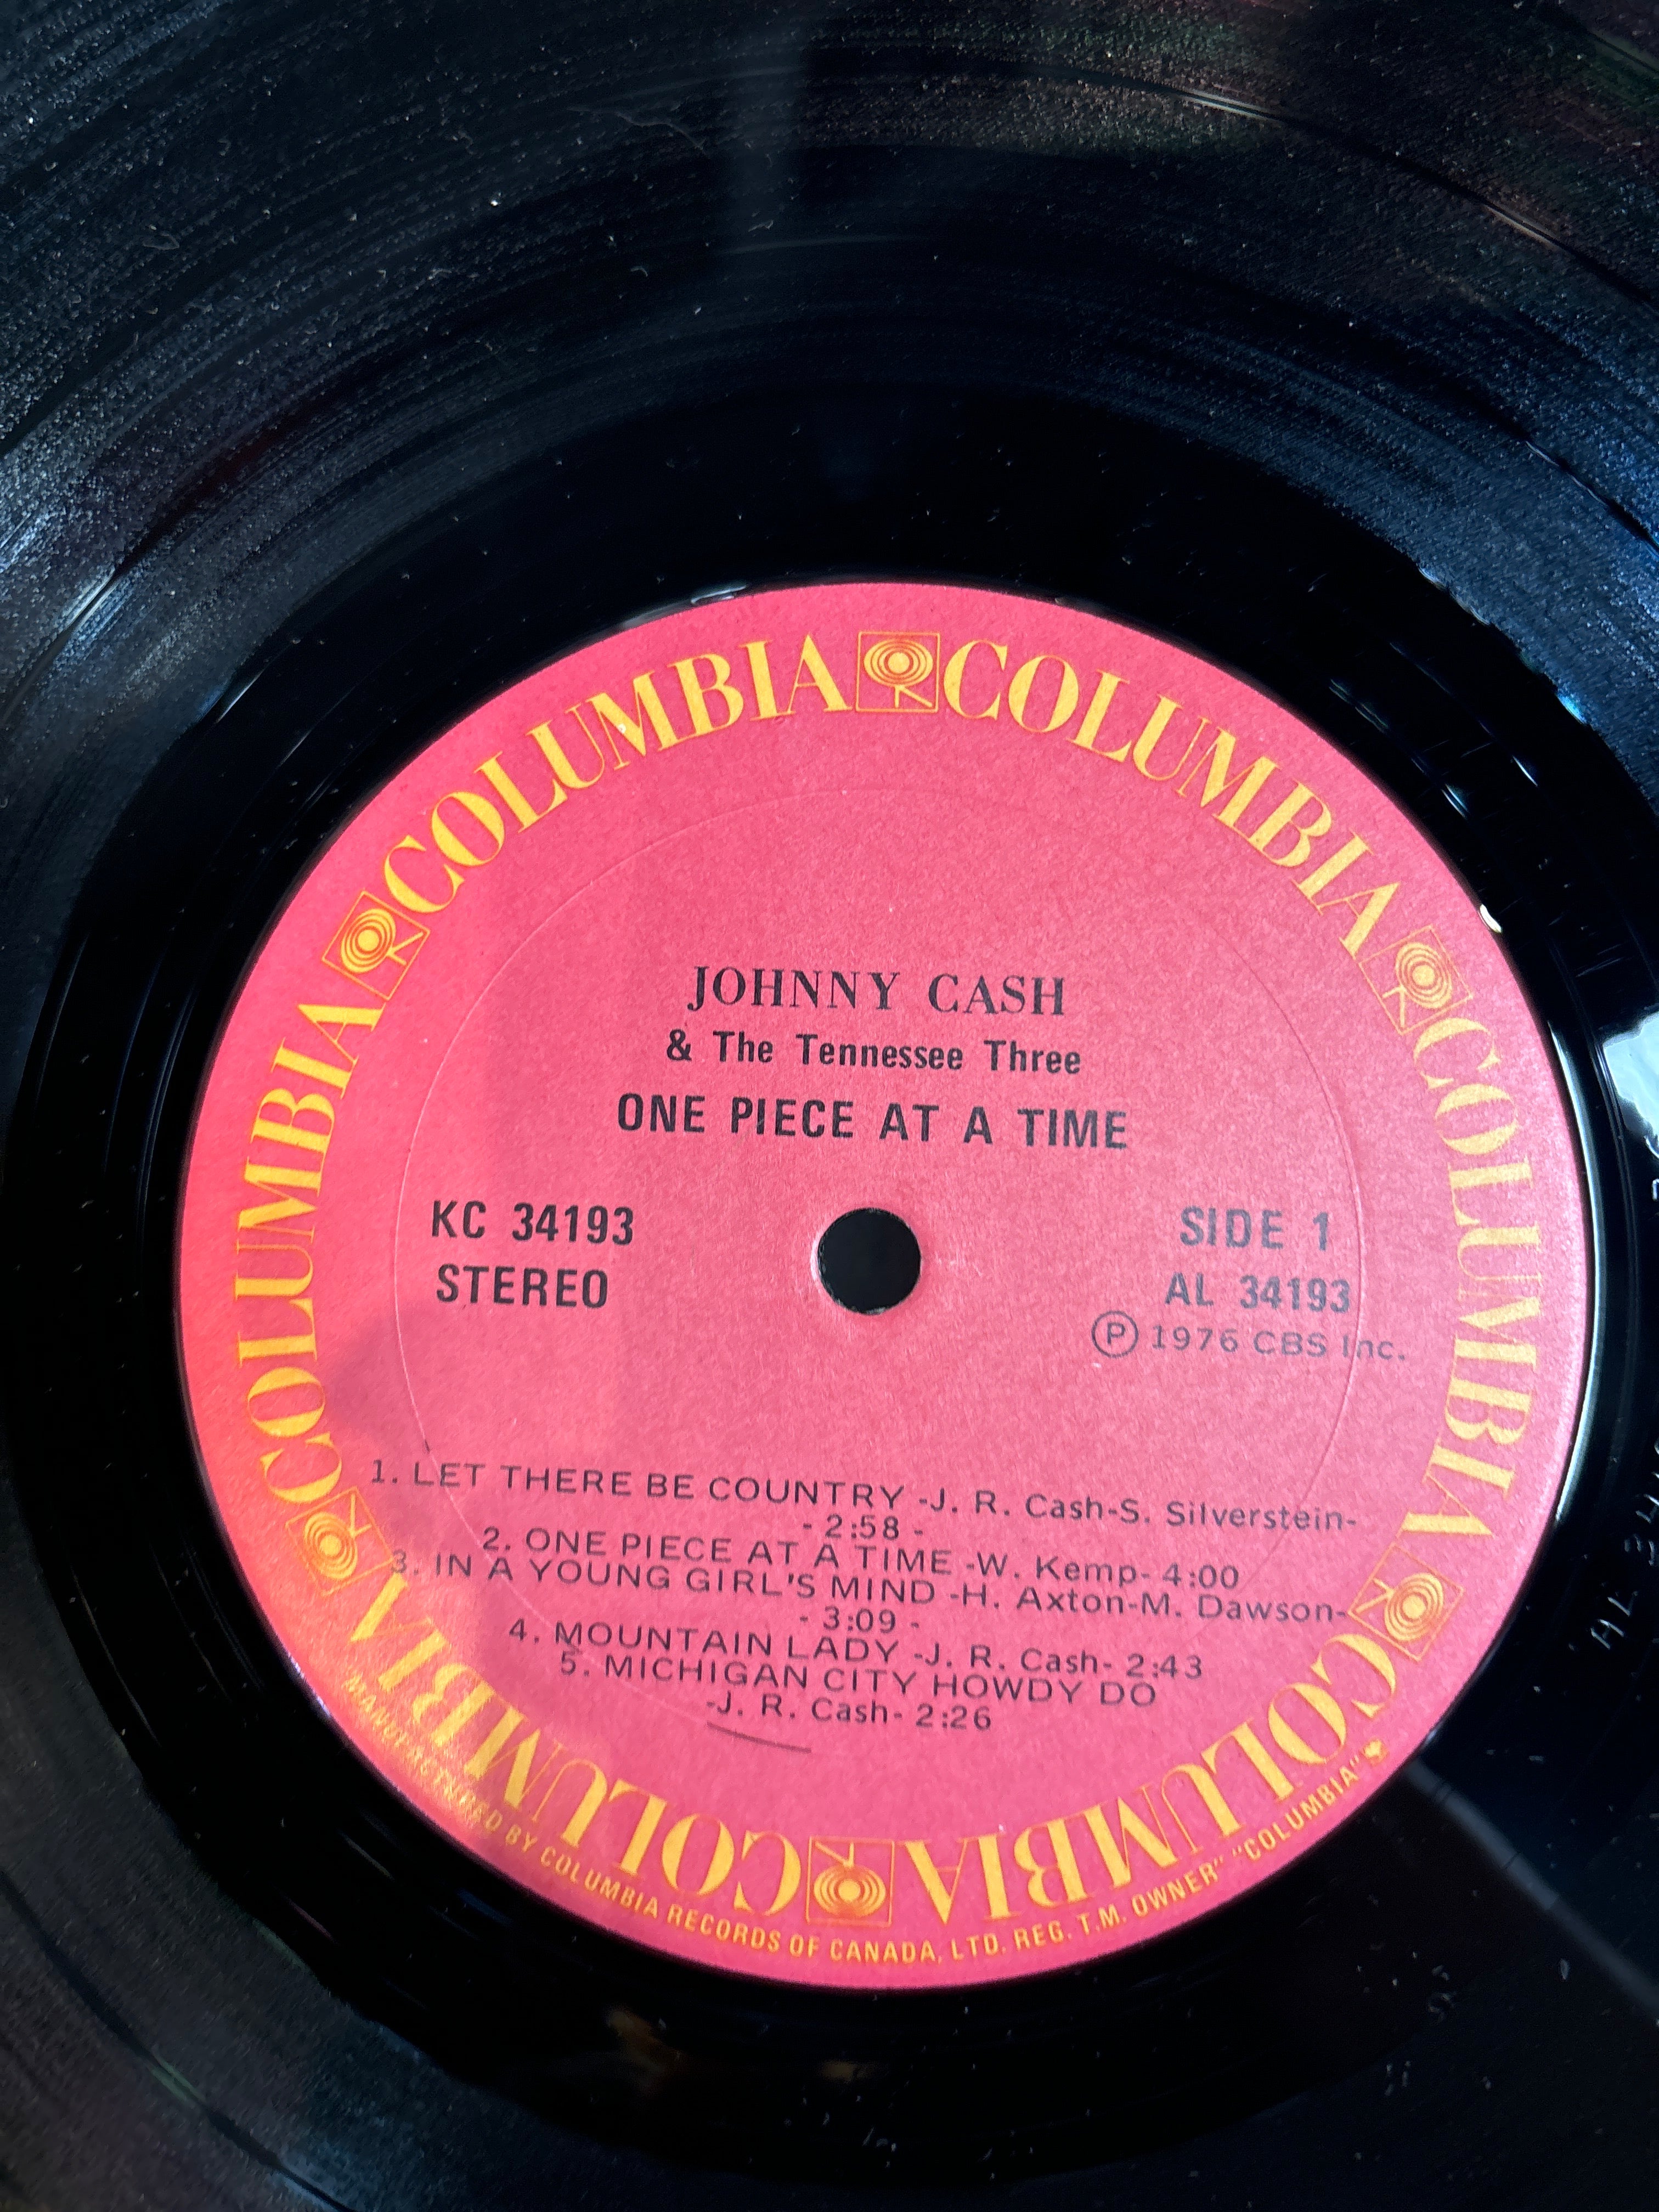 COLUMBIA COLUMBIA COLUMBIA COLUMBIA COLUMBIA COLUMBIA
JOHNNY CASH
& The Tennessee Three
ONE PIECE AT A TIME
KC 34193
STEREO
SIDE 1
AL 34193
Ⓟ 1976 CBS Inc.
1. LET THERE BE COUNTRY -J. R. Cash-S. Silverstein-
- 2:58 -
2. ONE PIECE AT A TIME -W. Kemp- 4:00
3. IN A YOUNG GIRL'S MIND -H. Axton-M. Dawson-
- 3:09 -
4. MOUNTAIN LADY -J. R. Cash- 2:43
5. MICHIGAN CITY HOWDY DO
-J. R. Cash- 2:26
MANUFACTURED BY COLUMBIA RECORDS OF CANADA, LTD. REG. T.M. OWNER" "COLUMBIA"
AL